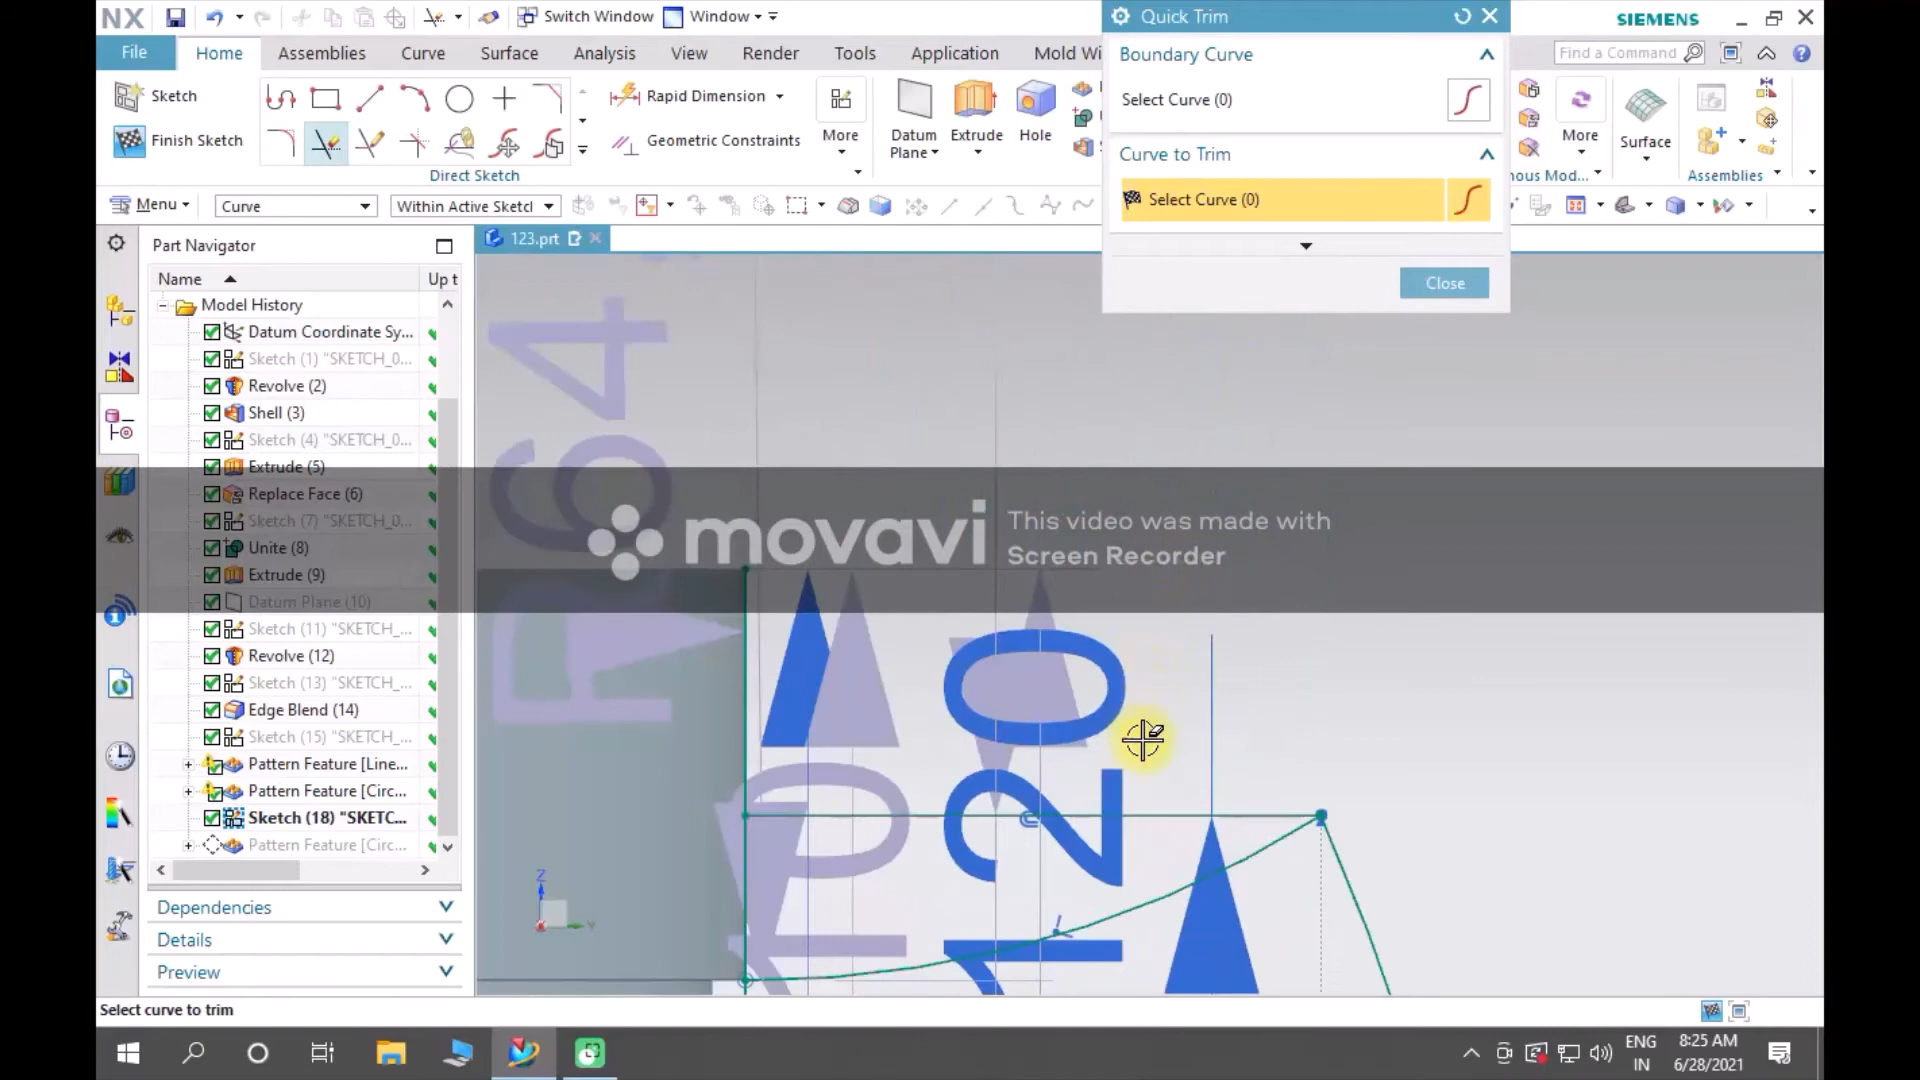 NX
Switch Window
Window
SIEMENS
File
Home
Assemblies
Curve
Surface
Analysis
View
Render
Tools
Application
Mold Wi
Find a Command
Sketch
Finish Sketch
Direct Sketch
Rapid Dimension
Geometric Constraints
More
Datum
Plane
Extrude
Hole
Quick Trim
Boundary Curve
Select Curve (0)
Curve to Trim
Select Curve (0)
Close
More
Surface
nous Mod...
Assemblies
Menu
Curve
Within Active Sketcl
Part Navigator
123.prt
Name
Up t
Model History
Datum Coordinate Sy...
Sketch (1) "SKETCH_0...
Revolve (2)
Shell (3)
Sketch (4) "SKETCH_0...
Extrude (5)
Replace Face (6)
Sketch (7) "SKETCH_0...
Unite (8)
Extrude (9)
Datum Plane (10)
Sketch (11) "SKETCH_...
Revolve (12)
Sketch (13) "SKETCH_...
Edge Blend (14)
Sketch (15) "SKETCH_...
Pattern Feature [Line...
Pattern Feature [Circ...
Sketch (18) "SKETC...
Pattern Feature [Circ...
Dependencies
Details
Preview
R 64
movavi
This video was made with
Screen Recorder
120
10
Z
Y
Select curve to trim
ENG
IN
8:25 AM
6/28/2021